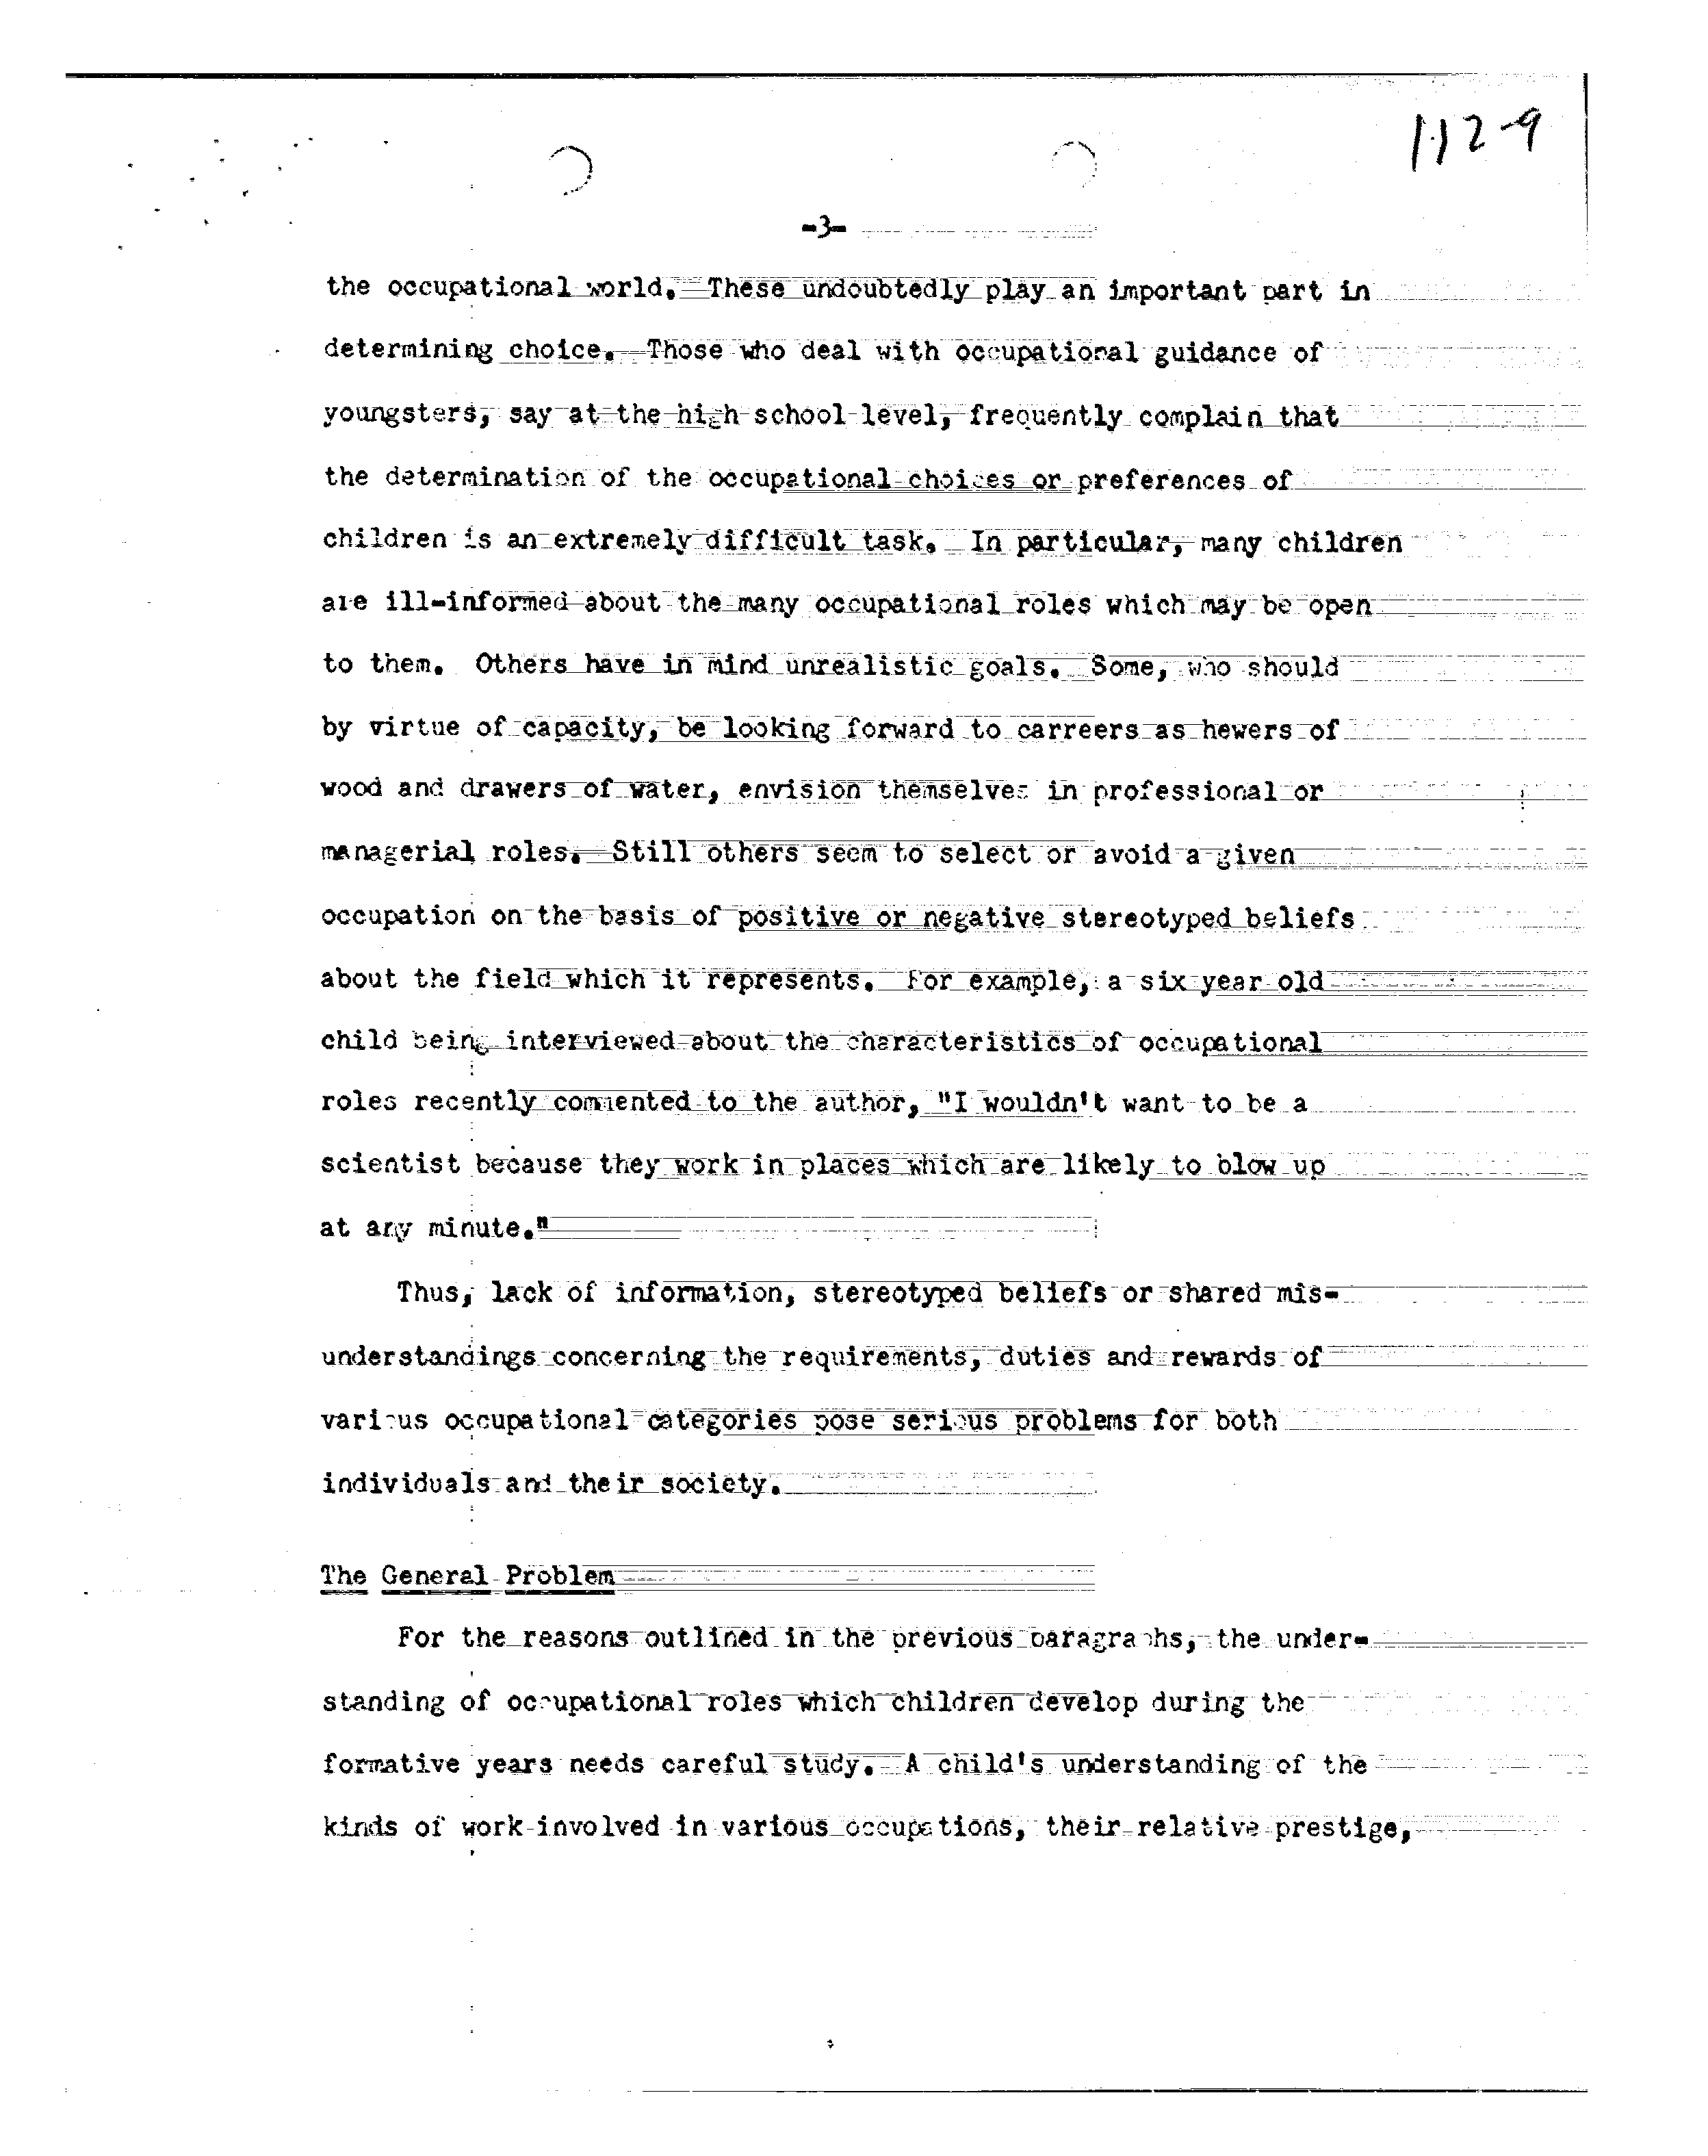 112-9
-3-
the occupational world. These undoubtedly play an important part in
determining choice. Those who deal with occupational guidance of
youngsters, say at the high school level, frequently complain that
the determination of the occupational choices or preferences of
children is an extremely difficult task. In particular, many children
are ill-informed about the many occupational roles which may be open
to them. Others have in mind unrealistic goals. Some, who should
by virtue of capacity, be looking forward to carreers as hewers of
wood and drawers of water, envision themselves in professional or
managerial roles. Still others seem to select or avoid a given
occupation on the basis of positive or negative stereotyped beliefs
about the field which it represents. For example, a six year old
child being interviewed about the characteristics of occupational
roles recently commented to the author, "I wouldn't want to be a
scientist because they work in places which are likely to blow up
at any minute."
Thus, lack of information, stereotyped beliefs or shared mis-
understandings concerning the requirements, duties and rewards of
various occupational categories pose serious problems for both
individuals and their society.
The General Problem
For the reasons outlined in the previous paragraphs, the under-
standing of occupational roles which children develop during the
formative years needs careful study. A child's understanding of the
kinds of work involved in various occupations, their relative prestige,